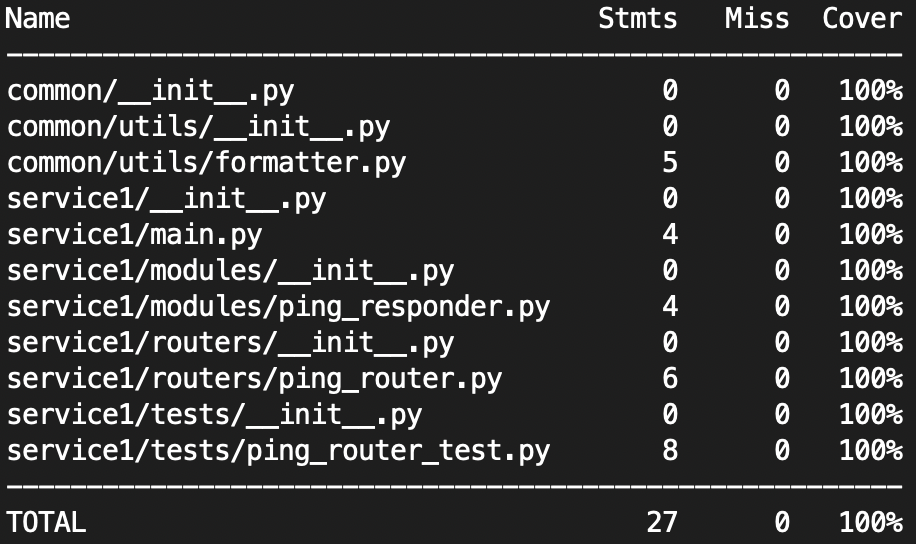 Name Stmts Miss Cover
--------------------------------------------------------
common/__init__.py 0 0 100%
common/utils/__init__.py 0 0 100%
common/utils/formatter.py 5 0 100%
service1/__init__.py 0 0 100%
service1/main.py 4 0 100%
service1/modules/__init__.py 0 0 100%
service1/modules/ping_responder.py 4 0 100%
service1/routers/__init__.py 0 0 100%
service1/routers/ping_router.py 6 0 100%
service1/tests/__init__.py 0 0 100%
service1/tests/ping_router_test.py 8 0 100%
--------------------------------------------------------
TOTAL 27 0 100%